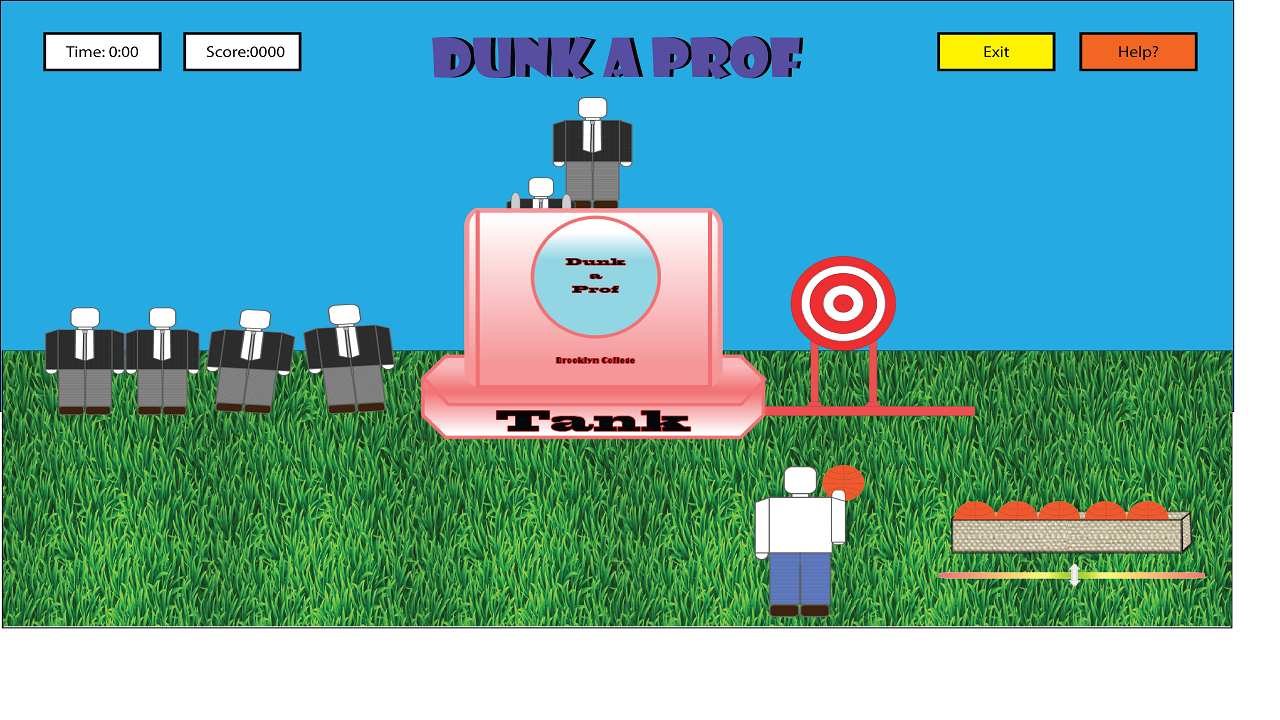 Time: 0:00
Score:0000
DUNK A PROF
Exit
Help?
Dunk
a
Prof
Brooklyn College
Tank